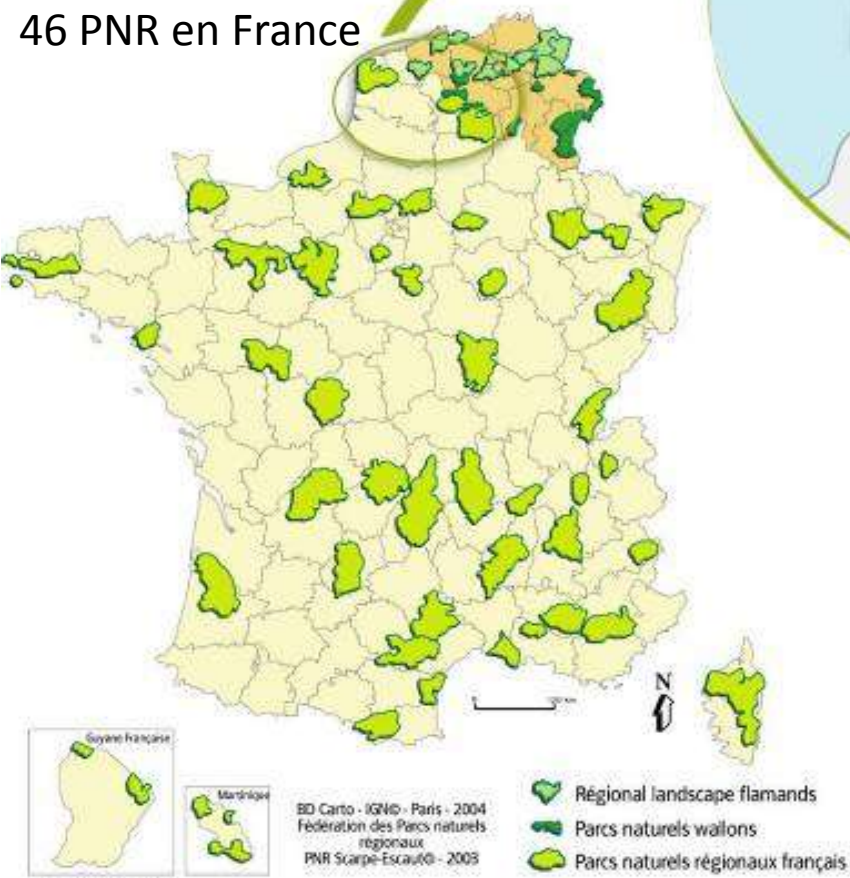 46 PNR en France
N
Guyane Française
Martinique
BD Carto - IGN© - Paris - 2004
Fédération des Parcs naturels
régionaux
PNR Scarpe-Escaut© - 2003
Régional landscape flamands
Parcs naturels wallons
Parcs naturels régionaux français